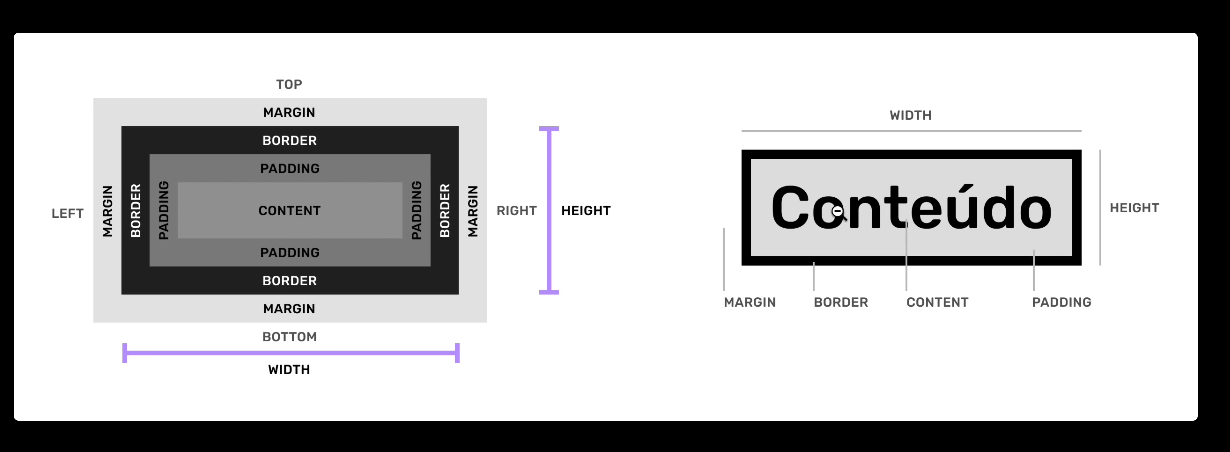 TOP
MARGIN
BORDER
PADDING
LEFT
MARGIN
BORDER
PADDING
CONTENT
PADDING
BORDER
MARGIN
RIGHT
HEIGHT
PADDING
BORDER
MARGIN
BOTTOM
WIDTH
WIDTH
Conteúdo
HEIGHT
MARGIN
BORDER
CONTENT
PADDING